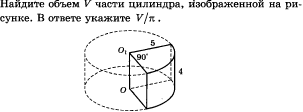 Найдите объем V части цилиндра, изображенной на ри-
сунке. В ответе укажите V/π .
5
O₁
90°
4
O